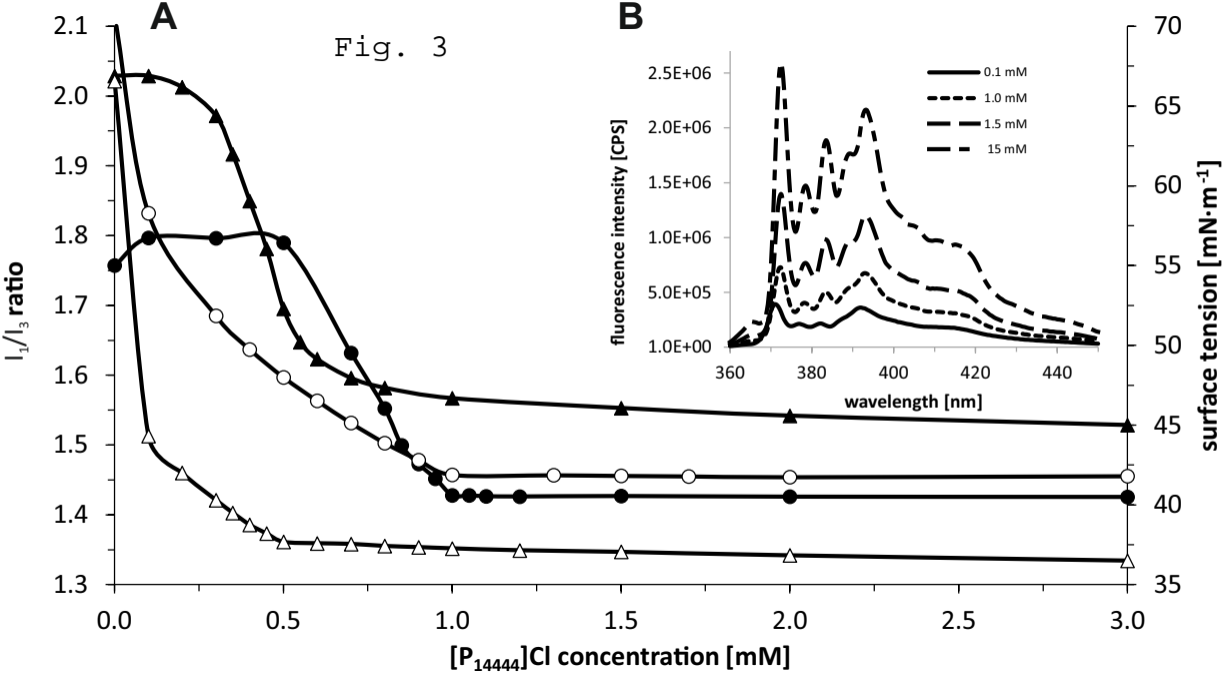 A
B
Fig. 3
2.1
2.0
1.9
1.8
1.7
1.6
1.5
1.4
1.3
I₁/I₃ ratio
0.0
0.5
1.0
1.5
2.0
2.5
3.0
[P₁₄₄₄₄]Cl concentration [mM]
70
65
60
55
50
45
40
35
surface tension [mN·m⁻¹]
2.5E+06
2.0E+06
1.5E+06
1.0E+06
5.0E+05
1.0E+00
fluorescence intensity [CPS]
360
380
400
420
440
wavelength [nm]
0.1 mM
1.0 mM
1.5 mM
15 mM